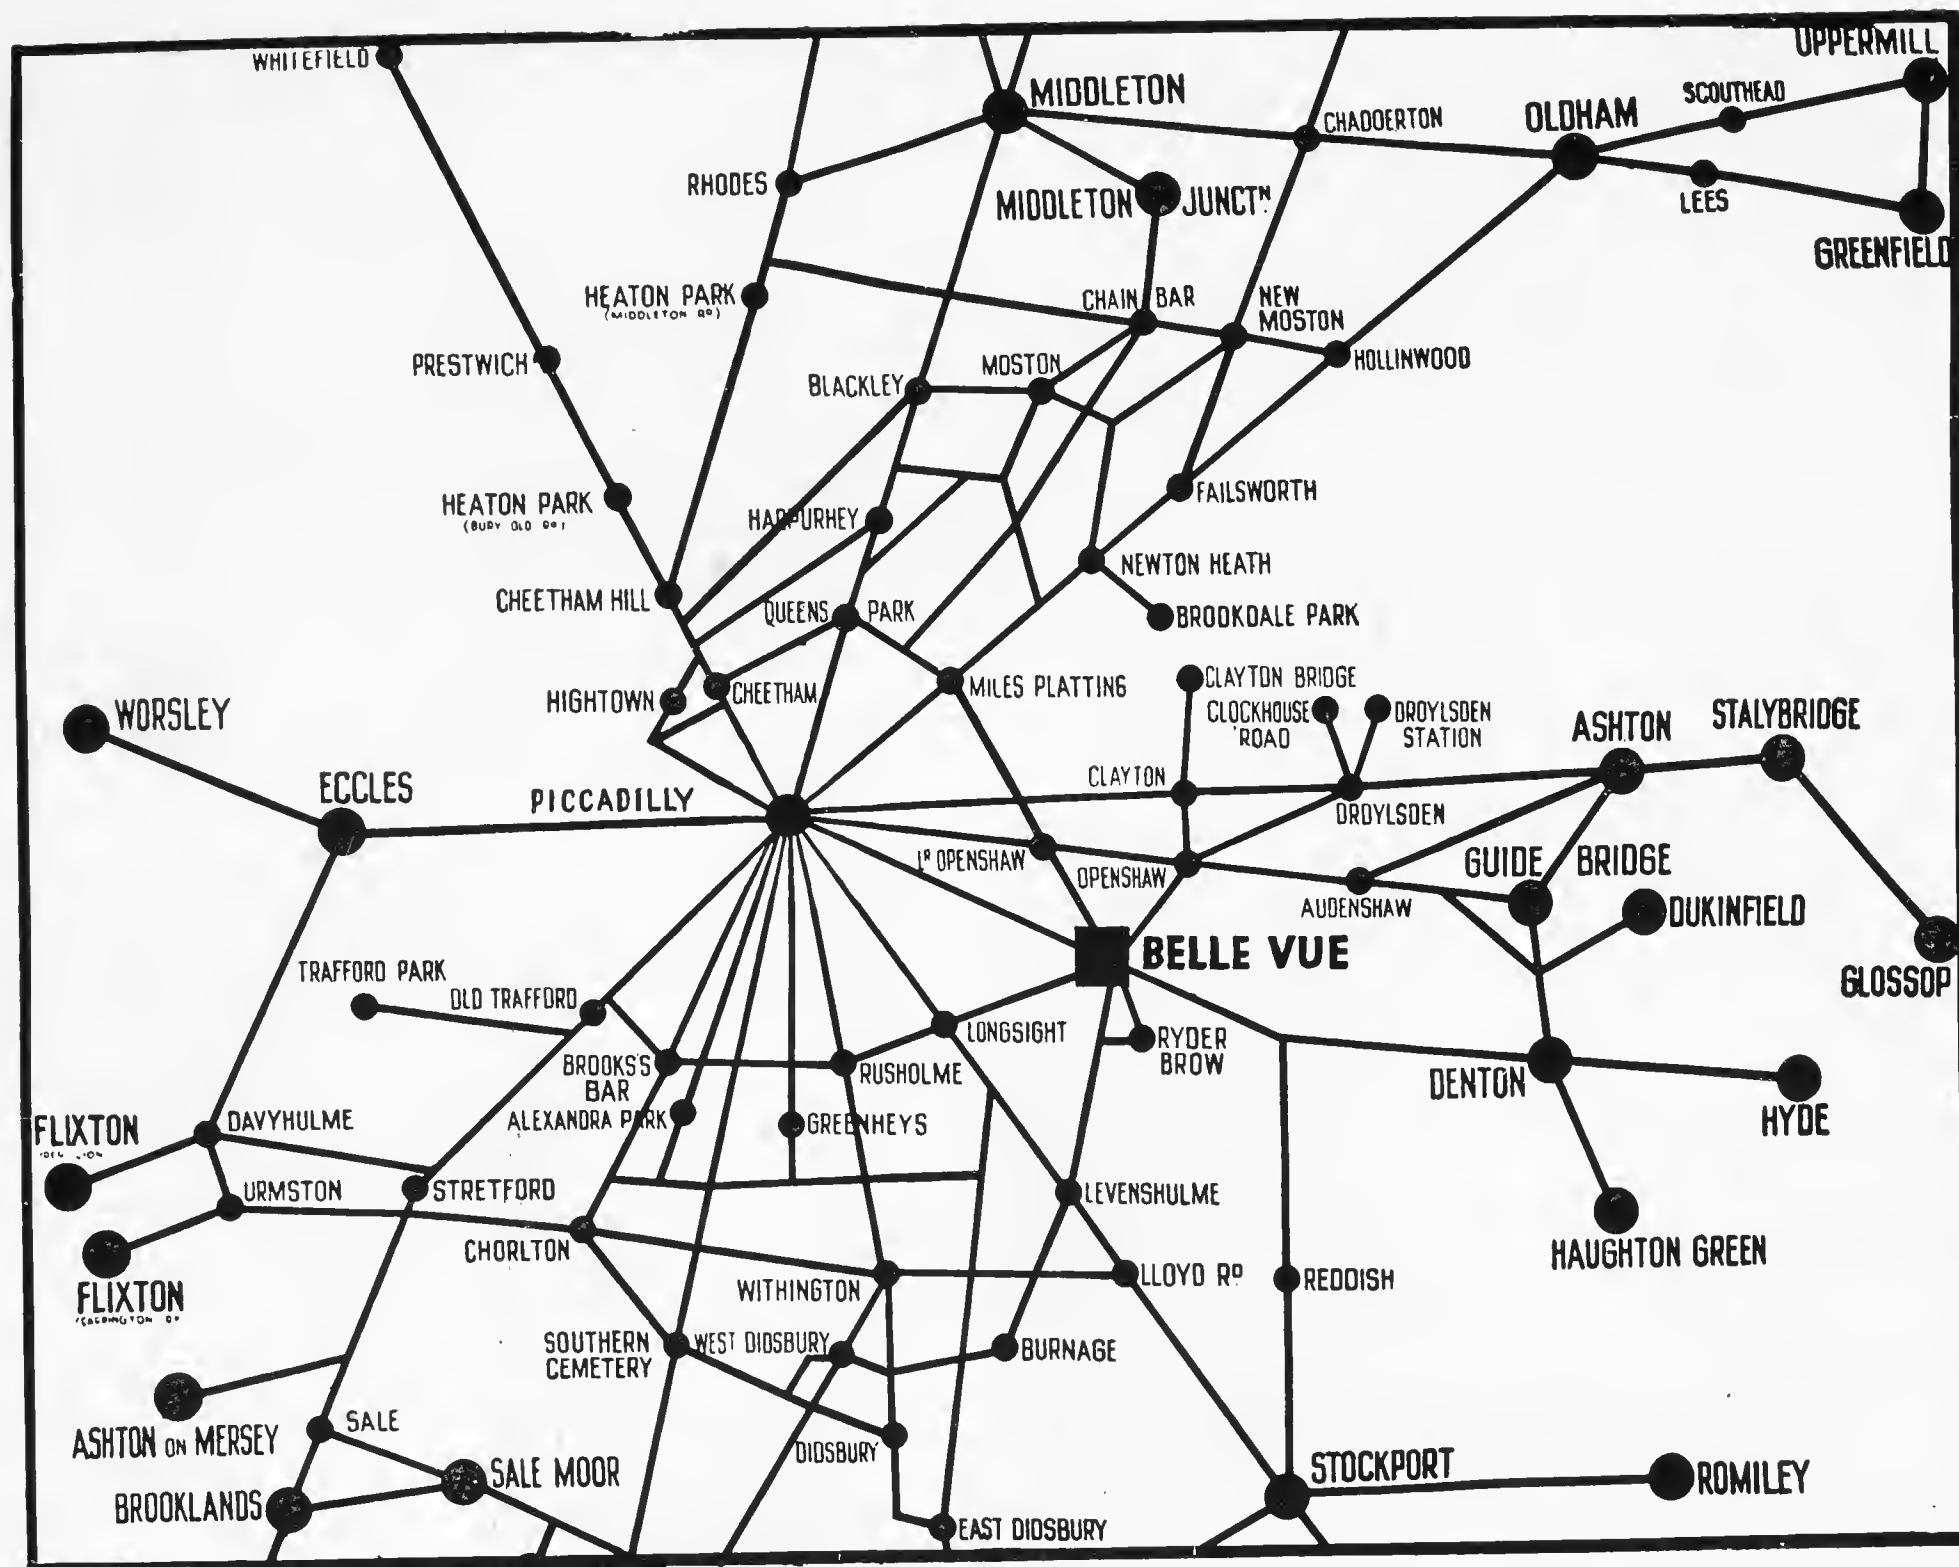 WHITEFIELD
MIDDLETON
UPPERMILL
SCOUTHEAD
OLDHAM
CHADDERTON
RHODES
MIDDLETON JUNCTN.
LEES
GREENFIELD
HEATON PARK
(MIDDLETON RD)
CHAIN BAR
NEW
MOSTON
PRESTWICH
BLACKLEY
MOSTON
HOLLINWOOD
HEATON PARK
(BURY OLD RD)
HARPURHEY
FAILSWORTH
NEWTON HEATH
CHEETHAM HILL
QUEENS PARK
BROOKDALE PARK
HIGHTOWN
CHEETHAM
MILES PLATTING
CLAYTON BRIDGE
CLOCKHOUSE
ROAD
DROYLSDEN
STATION
WORSLEY
ASHTON
STALYBRIDGE
ECCLES
PICCADILLY
CLAYTON
DROYLSDEN
LR OPENSHAW
OPENSHAW
AUDENSHAW
GUIDE BRIDGE
DUKINFIELD
BELLE VUE
GLOSSOP
TRAFFORD PARK
OLD TRAFFORD
BROOKS'S
BAR
RUSHOLME
LONGSIGHT
RYDER
BROW
DENTON
HYDE
ALEXANDRA PARK
GREENHEYS
FLIXTON
DAVYHULME
URMSTON
STRETFORD
LEVENSHULME
FLIXTON
CHORLTON
WITHINGTON
LLOYD RD
REDDISH
HAUGHTON GREEN
SOUTHERN
CEMETERY
WEST DIDSBURY
BURNAGE
ASHTON ON MERSEY
SALE
SALE MOOR
DIDSBURY
STOCKPORT
ROMILEY
BROOKLANDS
EAST DIDSBURY